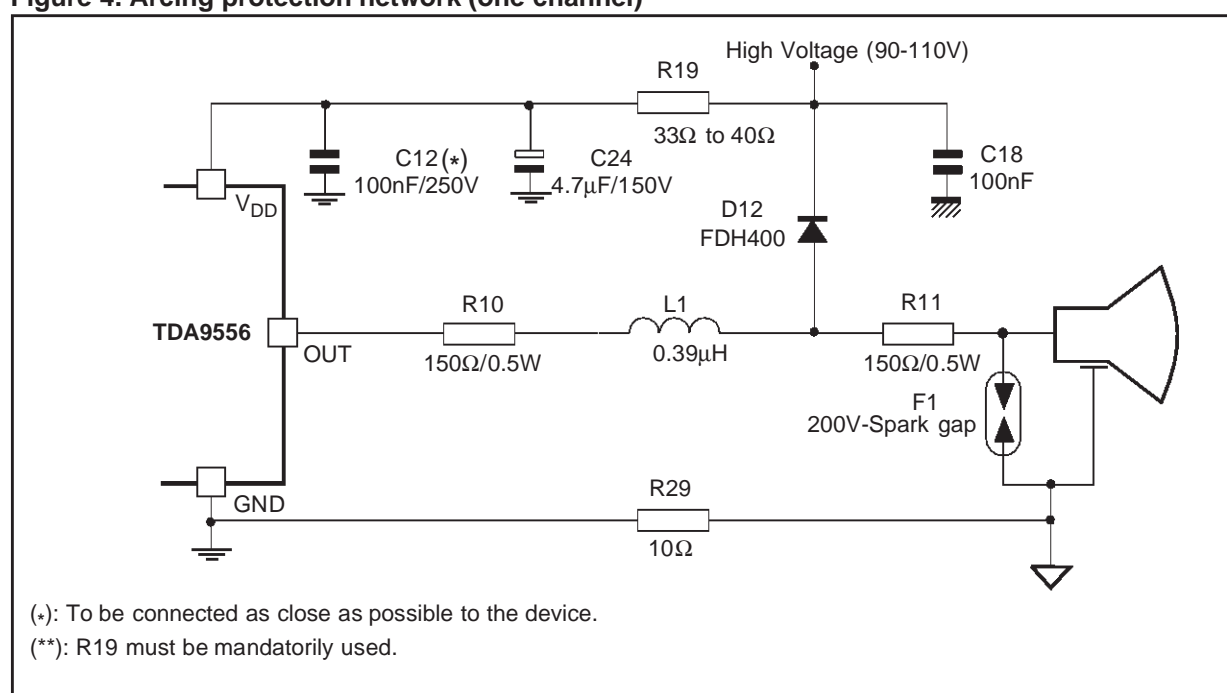 Figure 4. Arcing protection network (one channel)
High Voltage (90-110V)
R19
33Ω to 40Ω
C12(*)
100nF/250V
C24
4.7µF/150V
C18
100nF
VDD
D12
FDH400
TDA9556
OUT
R10
150Ω/0.5W
L1
0.39µH
R11
150Ω/0.5W
F1
200V-Spark gap
GND
R29
10Ω
(*): To be connected as close as possible to the device.
(**): R19 must be mandatorily used.